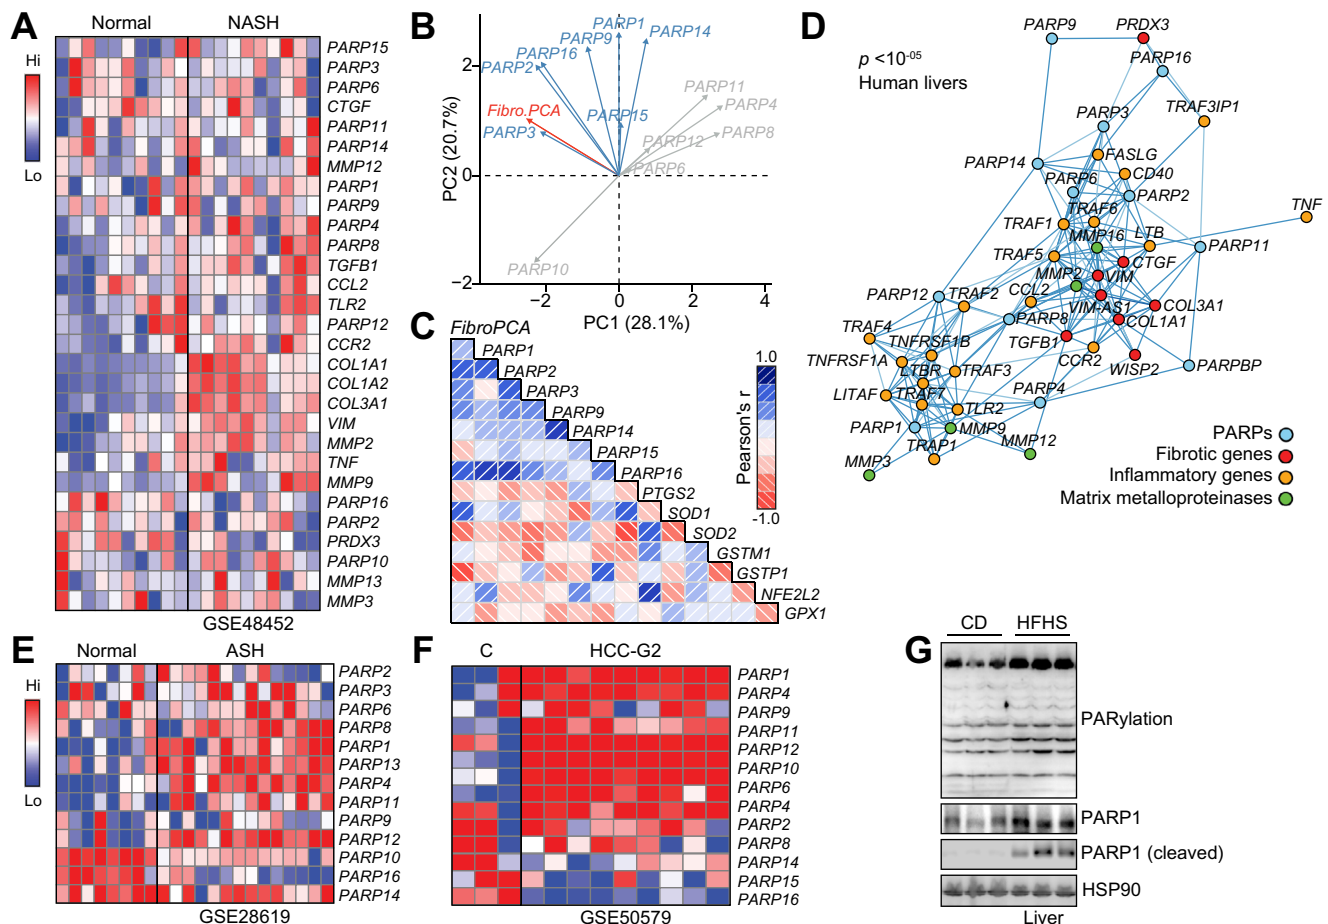 A
Normal
NASH
Hi
Lo
PARP15
PARP3
PARP6
CTGF
PARP11
PARP14
MMP12
PARP1
PARP9
PARP4
PARP8
TGFB1
CCL2
TLR2
PARP12
CCR2
COL1A1
COL1A2
COL3A1
VIM
MMP2
TNF
MMP9
PARP16
PARP2
PRDX3
PARP10
MMP13
MMP3
GSE48452
B
PC2 (20.7%)
2
0
−2
PARP1
PARP14
PARP9
PARP16
PARP2
Fibro.PCA
PARP3
PARP15
PARP11
PARP4
PARP8
PARP12
PARP6
PARP10
−2
0
2
4
PC1 (28.1%)
C
FibroPCA
PARP1
PARP2
PARP3
PARP9
PARP14
PARP15
PARP16
PTGS2
SOD1
SOD2
GSTM1
GSTP1
NFE2L2
GPX1
1.0
Pearson's r
-1.0
D
p <10-05
Human livers
PARP9
PRDX3
PARP16
TRAF3IP1
PARP3
PARP14
FASLG
CD40
PARP6
PARP2
TRAF6
TNF
TRAF1
MMP16
LTB
PARP11
TRAF5
CTGF
MMP2
VIM
PARP12
TRAF2
CCL2
VIM-AS1
COL3A1
PARP8
COL1A1
TRAF4
TNFRSF1B
TGFB1
CCR2
WISP2
PARPBP
TNFRSF1A
LTBR
TRAF3
LITAF
TRAF7
TLR2
PARP4
PARP1
MMP9
MMP12
TRAP1
MMP3
PARPs
Fibrotic genes
Inflammatory genes
Matrix metalloproteinases
E
Normal
ASH
Hi
Lo
PARP2
PARP3
PARP6
PARP8
PARP1
PARP13
PARP4
PARP11
PARP9
PARP12
PARP10
PARP16
PARP14
GSE28619
F
C
HCC-G2
PARP1
PARP4
PARP9
PARP11
PARP12
PARP10
PARP6
PARP4
PARP2
PARP8
PARP14
PARP15
PARP16
GSE50579
G
CD
HFHS
PARylation
PARP1
PARP1 (cleaved)
HSP90
Liver